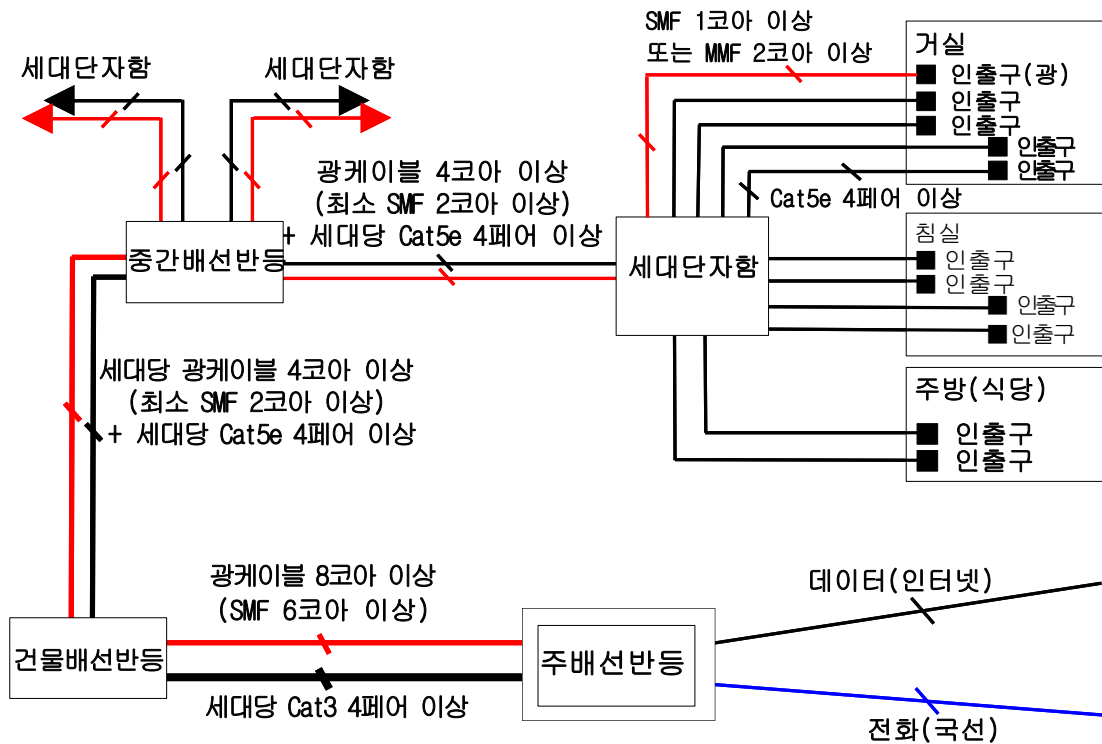 세대단자함
세대단자함
SMF 1코아 이상
또는 MMF 2코아 이상
거실
인출구(광)
인출구
인출구
인출구
인출구
Cat5e 4페어 이상
광케이블 4코아 이상
(최소 SMF 2코아 이상)
+ 세대당 Cat5e 4페어 이상
중간배선반등
세대단자함
침실
인출구
인출구
인출구
인출구
세대당 광케이블 4코아 이상
(최소 SMF 2코아 이상)
+ 세대당 Cat5e 4페어 이상
주방(식당)
인출구
인출구
광케이블 8코아 이상
(SMF 6코아 이상)
데이터(인터넷)
건물배선반등
주배선반등
세대당 Cat3 4페어 이상
전화(국선)